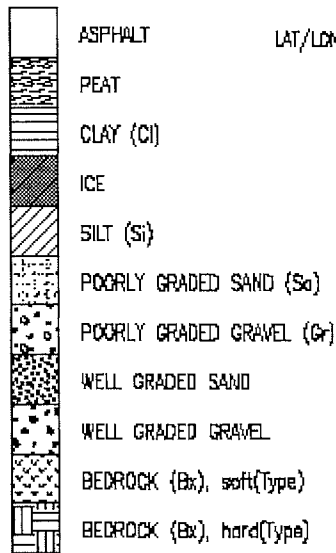 ASPHALT
LAT/LON
PEAT
CLAY (Cl)
ICE
SILT (Si)
POORLY GRADED SAND (Sa)
POORLY GRADED GRAVEL (Gr)
WELL GRADED SAND
WELL GRADED GRAVEL
BEDROCK (Bx), soft(Type)
BEDROCK (Bx), hard(Type)